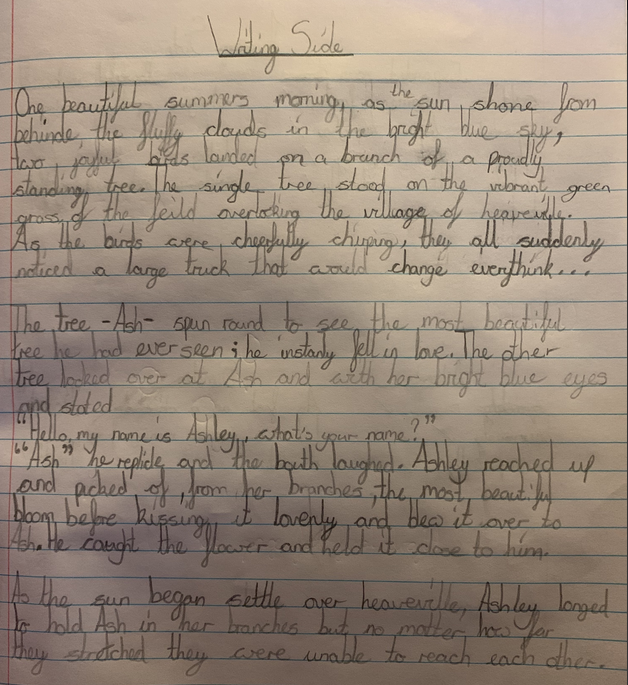 Writing Side
One beautiful summers morning, as the sun shone from
behinde the fluffy clouds in the bright blue sky,
two joyful birds landed on a branch of a proudly
standing tree. The single tree stood on the vibrant green
grass of the feild overlooking the village of heaveville.
As the birds were cheerfully chirping, they all suddenly
noticed a large truck that would change everythink...
The tree -Ash- spun round to see the most beautiful
tree he had ever seen; he instanly fell in love. The other
tree looked over at Ash and with her bright blue eyes
and stated
"Hello, my name is Ashley, what's your name?"
"Ash" he replide and the bouth laughed. Ashley reached up
and picked of, from her branches, the most beautiful
bloom before kissing it lovenly and blew it over to
Ash. He caught the flower and held it close to him.
As the sun began settle over heaveville, Ashley longed
to hold Ash in her branches but no matter how far
they stretched they were unable to reach each other.